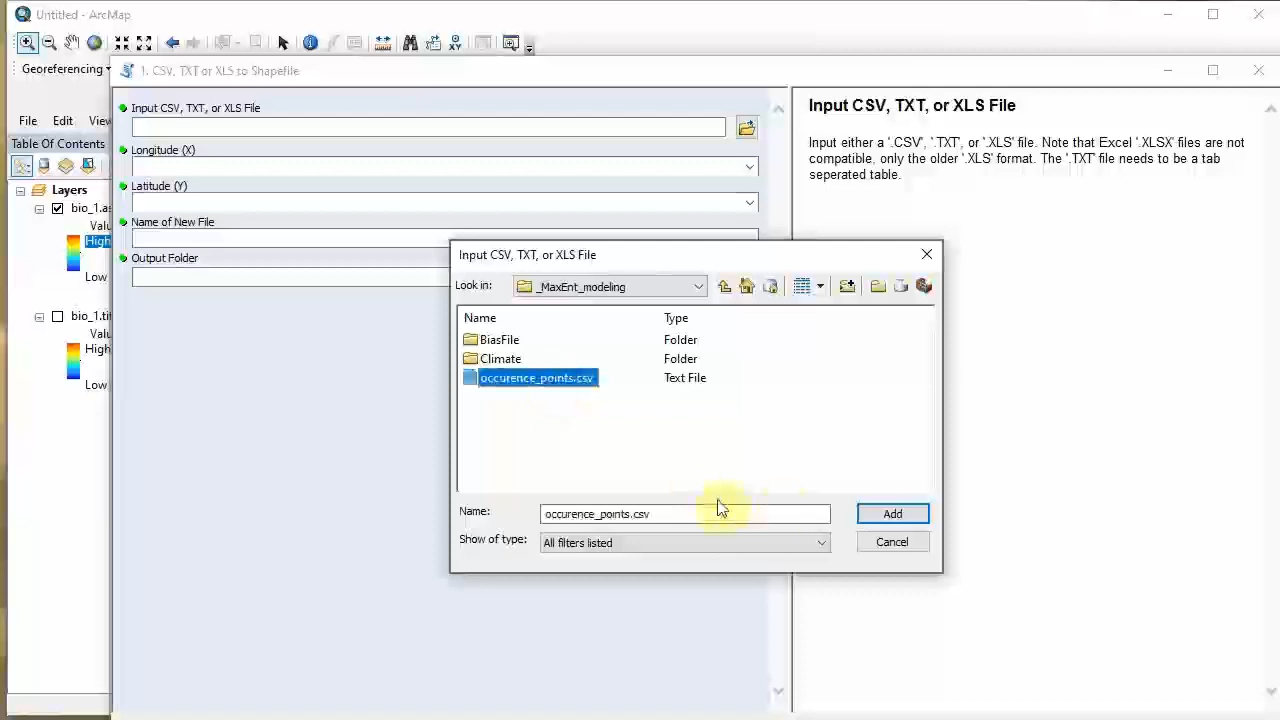 Untitled - ArcMap
Georeferencing
1. CSV, TXT or XLS to Shapefile
File Edit View
Table Of Contents
Layers
bio_1.as
Valu
High
Low
bio_1.ti
Valu
High
Low
Input CSV, TXT, or XLS File
Longitude (X)
Latitude (Y)
Name of New File
Output Folder
Input CSV, TXT, or XLS File
Input either a '.CSV', '.TXT', or '.XLS' file. Note that Excel '.XLSX' files are not
compatible, only the older '.XLS' format. The '.TXT' file needs to be a tab
seperated table.
Input CSV, TXT, or XLS File
Look in: _MaxEnt_modeling
Name Type
BiasFile Folder
Climate Folder
occurence_points.csv Text File
Name: occurence_points.csv Add
Show of type: All filters listed Cancel